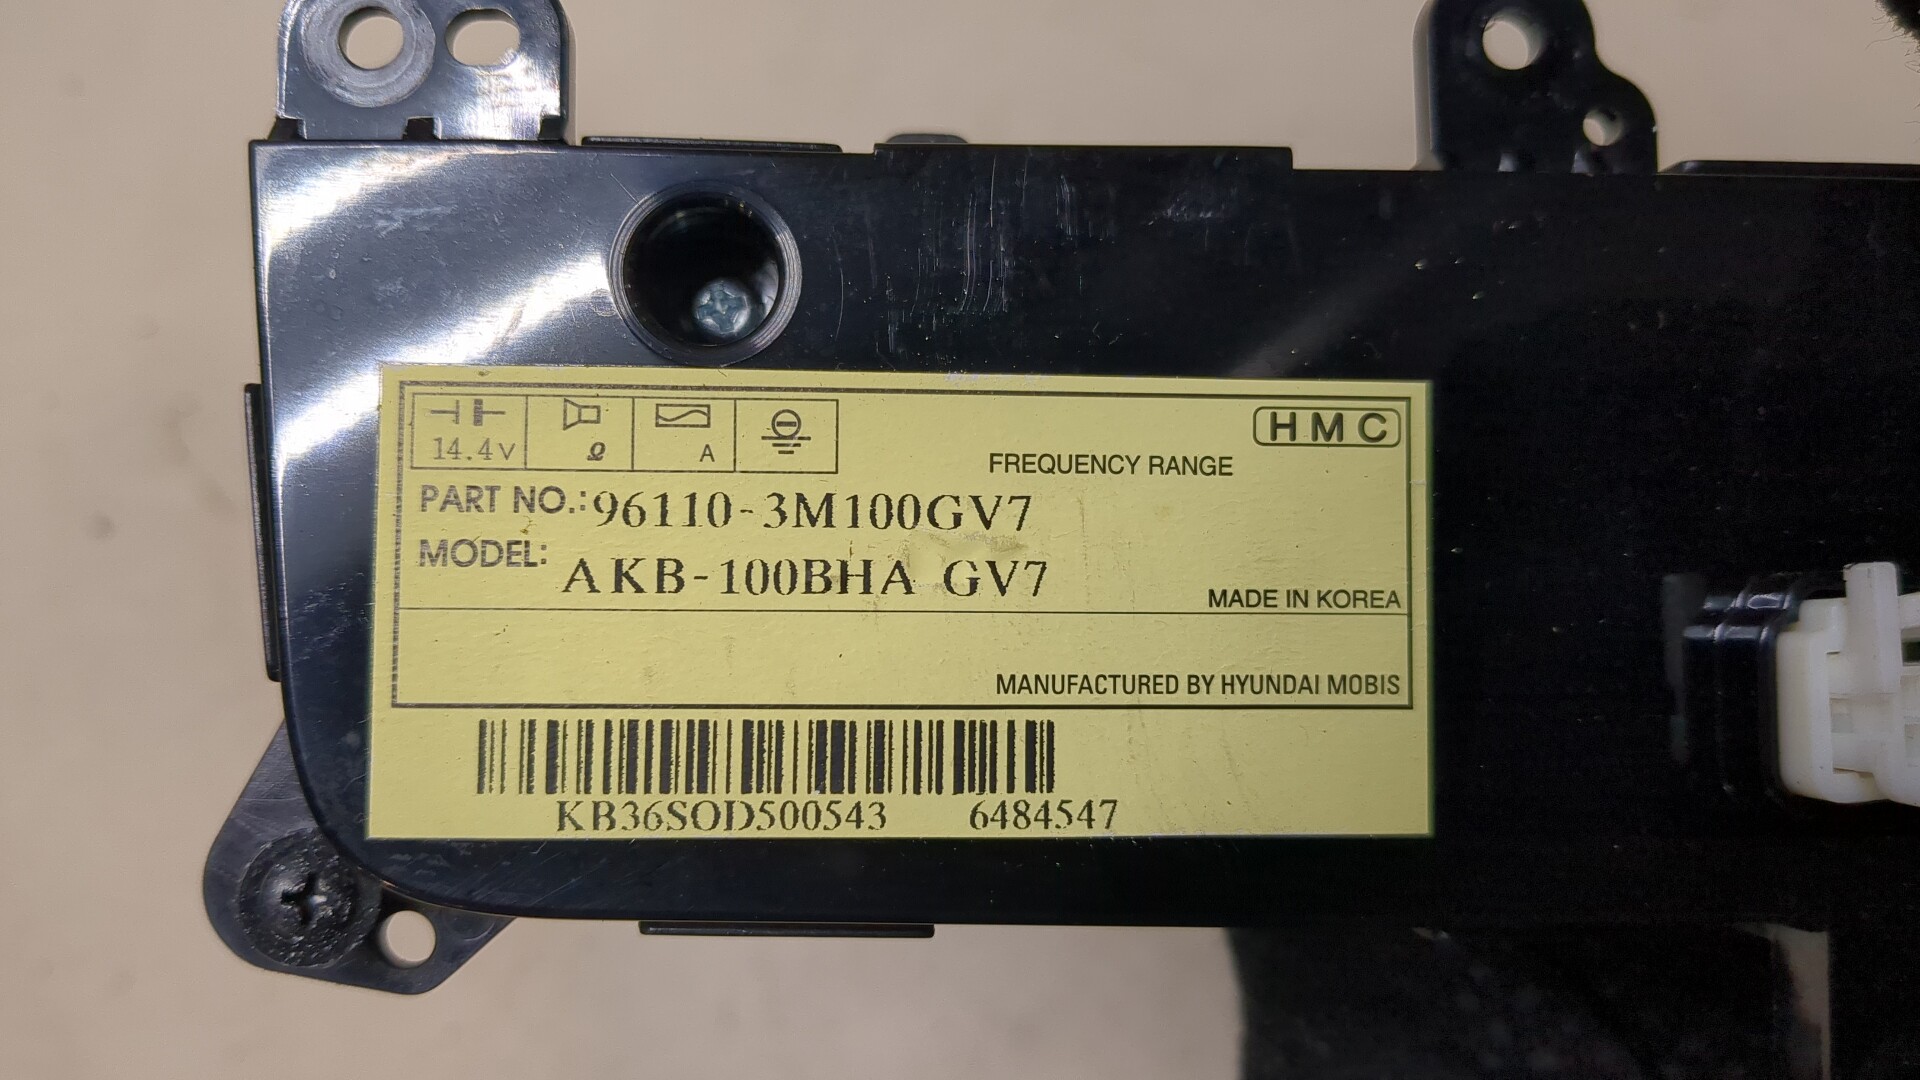 HMC
14.4V Ω A
FREQUENCY RANGE
PART NO.: 96110-3M100GV7
MODEL: AKB-100BHA GV7
MADE IN KOREA
MANUFACTURED BY HYUNDAI MOBIS
KB36SOD500543 6484547